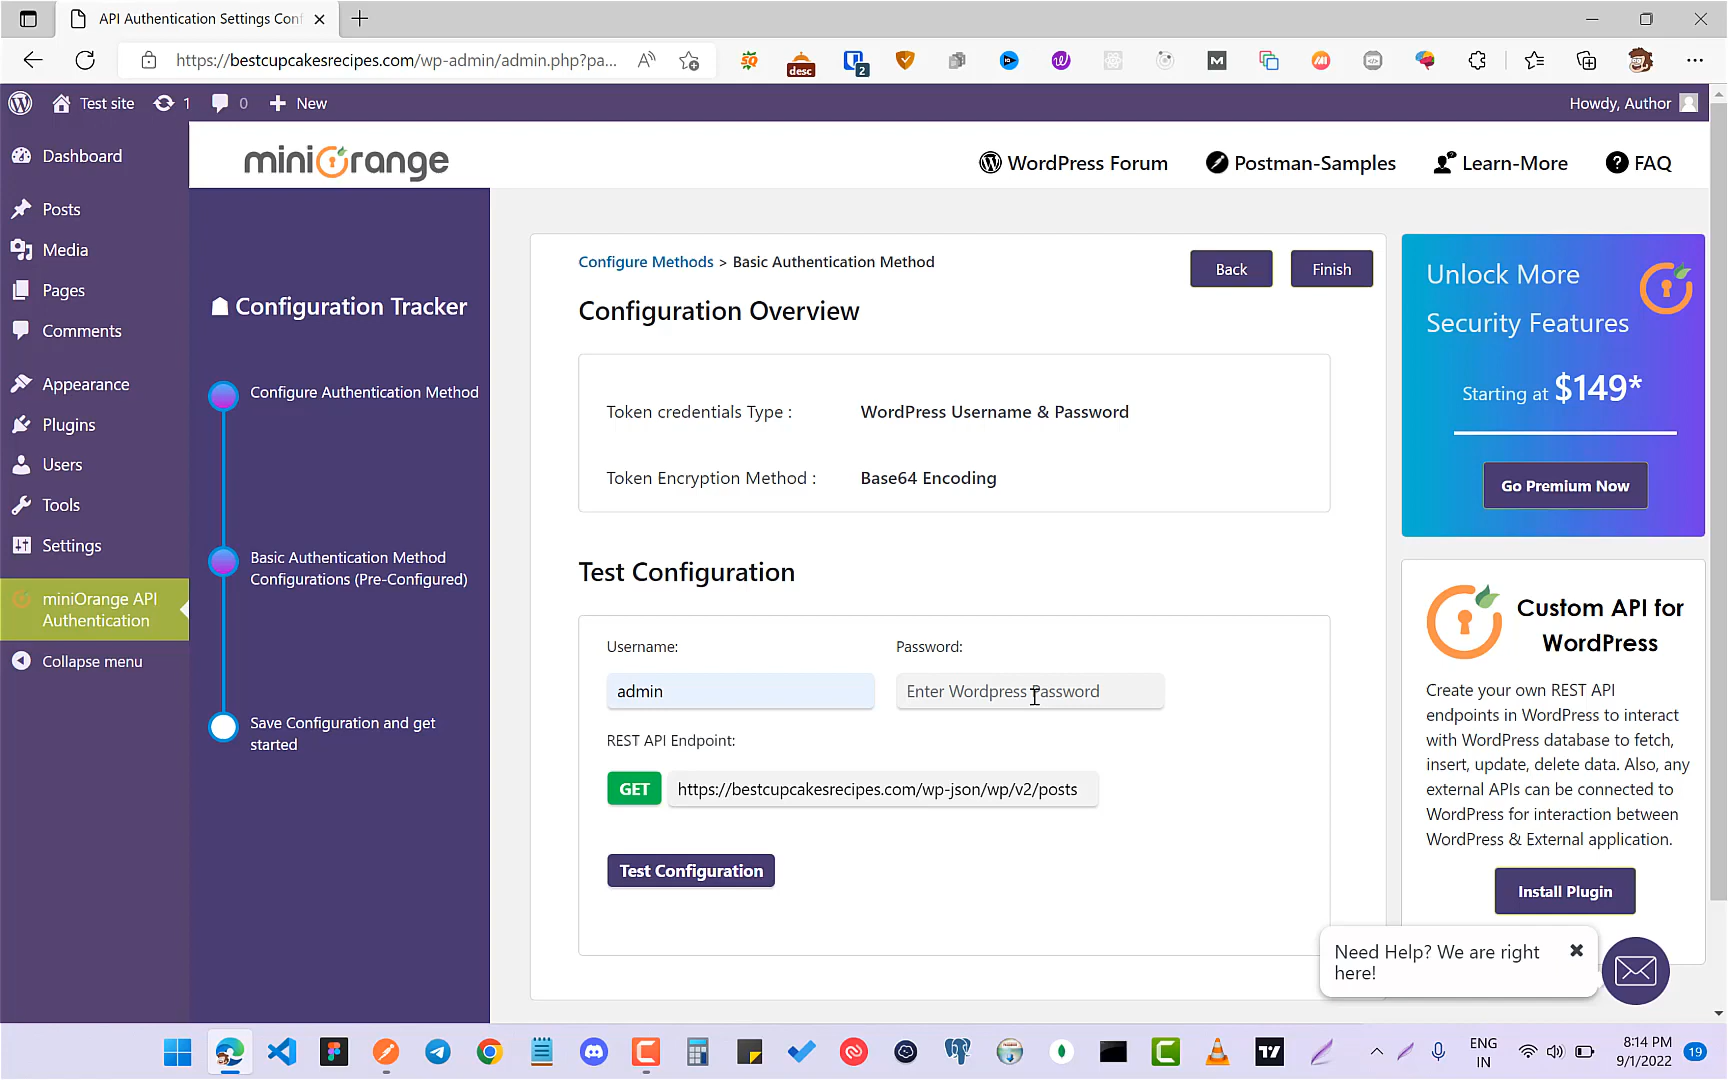 API Authentication Settings Conf
https://bestcupcakesrecipes.com/wp-admin/admin.php?pa...
desc
2
Test site
1
0
New
Howdy, Author
Dashboard
Posts
Media
Pages
Comments
Appearance
Plugins
Users
Tools
Settings
miniOrange API
Authentication
Collapse menu
miniOrange
WordPress Forum
Postman-Samples
Learn-More
FAQ
Configuration Tracker
Configure Authentication Method
Basic Authentication Method
Configurations (Pre-Configured)
Save Configuration and get
started
Configure Methods > Basic Authentication Method
Back
Finish
Configuration Overview
Token credentials Type :
WordPress Username & Password
Token Encryption Method :
Base64 Encoding
Test Configuration
Username:
Password:
admin
Enter Wordpress Password
REST API Endpoint:
GET
https://bestcupcakesrecipes.com/wp-json/wp/v2/posts
Test Configuration
Unlock More
Security Features
Starting at $149*
Go Premium Now
Custom API for
WordPress
Create your own REST API
endpoints in WordPress to interact
with WordPress database to fetch,
insert, update, delete data. Also, any
external APIs can be connected to
WordPress for interaction between
WordPress & External application.
Install Plugin
Need Help? We are right
here!
ENG
IN
8:14 PM
9/1/2022
19